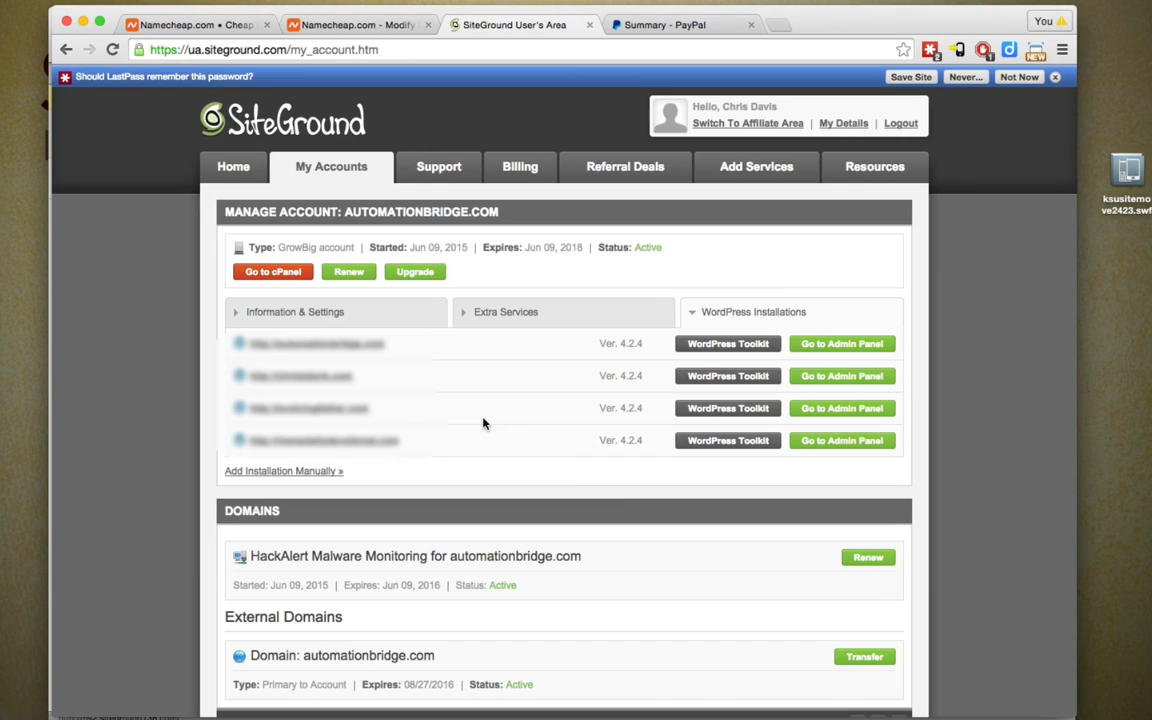 Namecheap.com • Cheap
Namecheap.com - Modify
SiteGround User's Area
Summary - PayPal
You
https://ua.siteground.com/my_account.htm
2
1
NEW
Should LastPass remember this password?
Save Site
Never...
Not Now
SiteGround
Hello, Chris Davis
Switch To Affiliate Area | My Details | Logout
Home
My Accounts
Support
Billing
Referral Deals
Add Services
Resources
ksusitemo
ve2423.swf
MANAGE ACCOUNT: AUTOMATIONBRIDGE.COM
Type: GrowBig account | Started: Jun 09, 2015 | Expires: Jun 09, 2018 | Status: Active
Go to cPanel
Renew
Upgrade
Information & Settings
Extra Services
WordPress Installations
Ver. 4.2.4 WordPress Toolkit Go to Admin Panel
Ver. 4.2.4 WordPress Toolkit Go to Admin Panel
Ver. 4.2.4 WordPress Toolkit Go to Admin Panel
Ver. 4.2.4 WordPress Toolkit Go to Admin Panel
Add Installation Manually »
DOMAINS
HackAlert Malware Monitoring for automationbridge.com
Renew
Started: Jun 09, 2015 | Expires: Jun 09, 2016 | Status: Active
External Domains
Domain: automationbridge.com
Transfer
Type: Primary to Account | Expires: 08/27/2016 | Status: Active